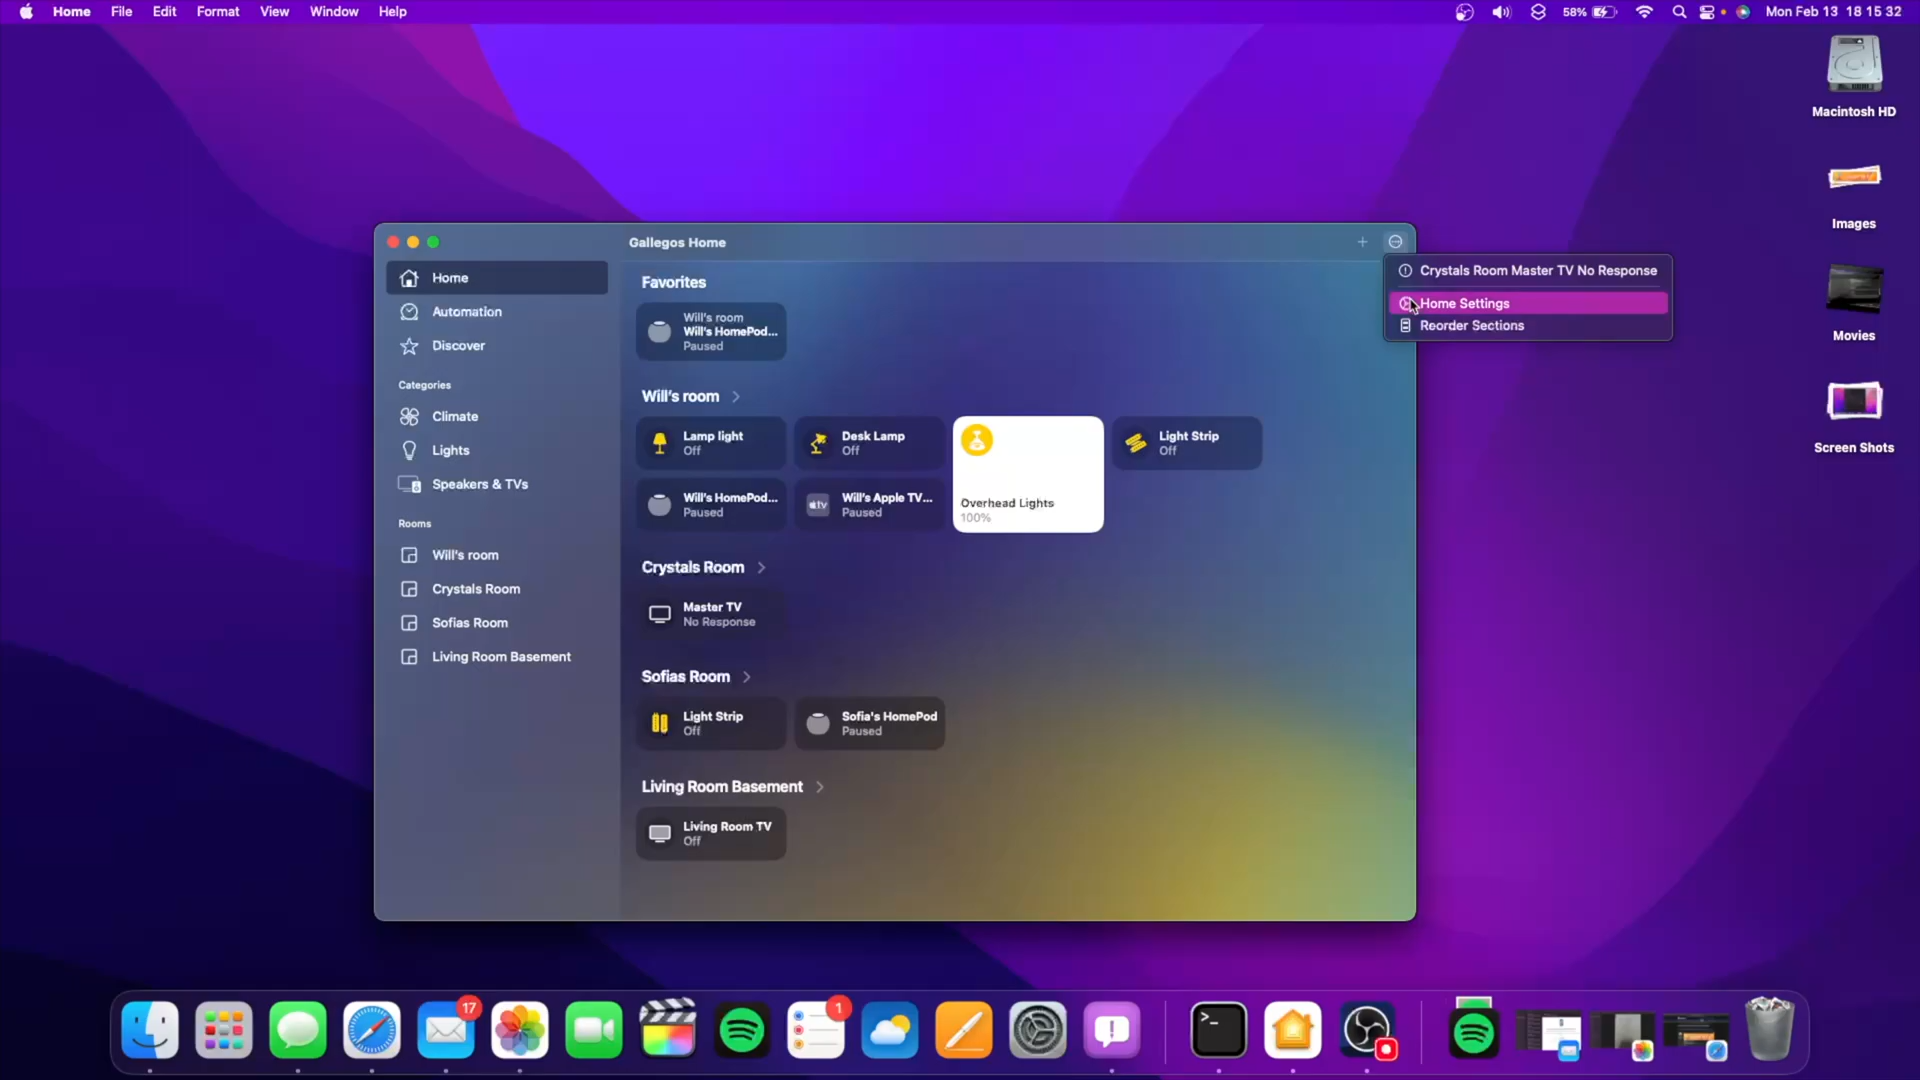 Home File Edit Format View Window Help
58% Mon Feb 13 18 15 32
Macintosh HD
Images
Movies
Screen Shots
Gallegos Home
Home
Automation
Discover
Categories
Climate
Lights
Speakers & TVs
Rooms
Will's room
Crystals Room
Sofias Room
Living Room Basement
Favorites
Will's room
Will's HomePod...
Paused
Will's room
Lamp light
Off
Desk Lamp
Off
Overhead Lights
100%
Light Strip
Off
Will's HomePod...
Paused
tv
Will's Apple TV...
Paused
Crystals Room
Master TV
No Response
Sofias Room
Light Strip
Off
Sofia's HomePod
Paused
Living Room Basement
Living Room TV
Off
Crystals Room Master TV No Response
Home Settings
Reorder Sections
17
1